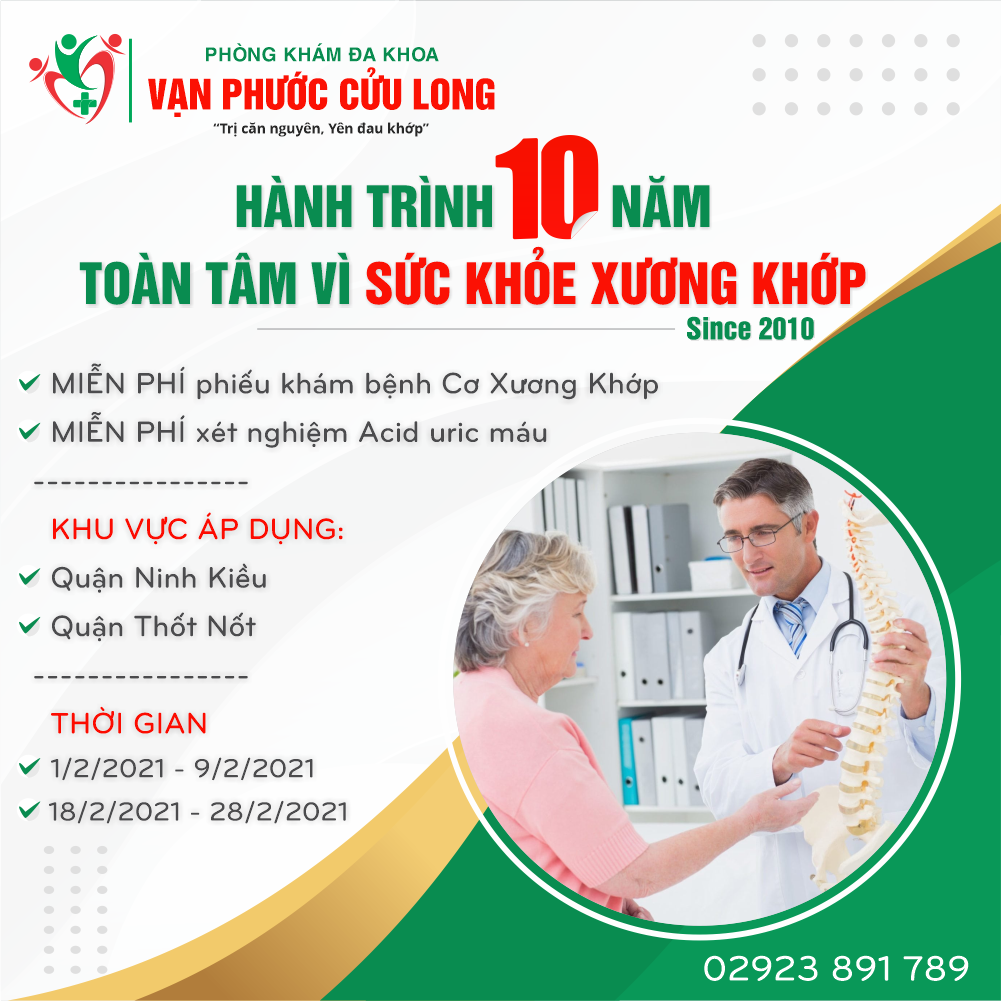 PHÒNG KHÁM ĐA KHOA
VẠN PHƯỚC CỬU LONG
“Trị căn nguyên, Yên đau khớp”
HÀNH TRÌNH 10 NĂM
TOÀN TÂM VÌ SỨC KHỎE XƯƠNG KHỚP
Since 2010
MIỄN PHÍ phiếu khám bệnh Cơ Xương Khớp
MIỄN PHÍ xét nghiệm Acid uric máu
----------------
KHU VỰC ÁP DỤNG:
Quận Ninh Kiều
Quận Thốt Nốt
----------------
THỜI GIAN
1/2/2021 - 9/2/2021
18/2/2021 - 28/2/2021
02923 891 789